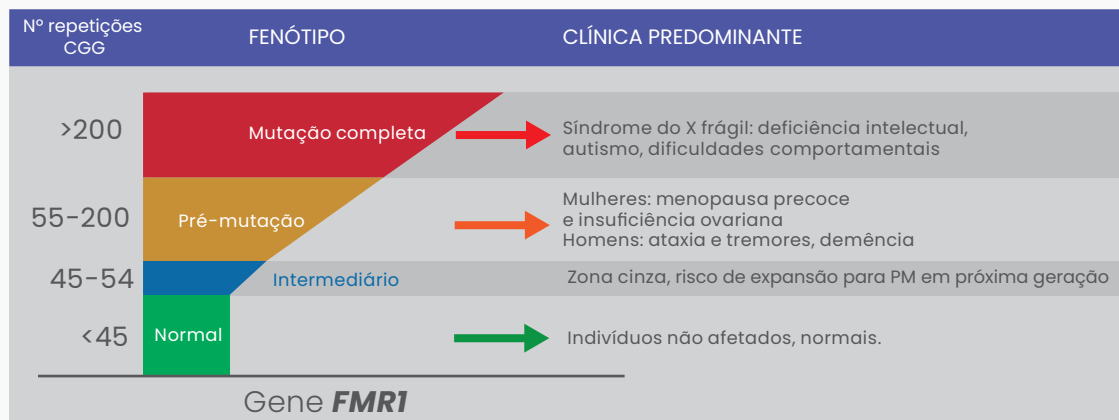 Nº repetições
CGG
FENÓTIPO
CLÍNICA PREDOMINANTE
>200
Mutação completa
Síndrome do X frágil: deficiência intelectual,
autismo, dificuldades comportamentais
55-200
Pré-mutação
Mulheres: menopausa precoce
e insuficiência ovariana
Homens: ataxia e tremores, demência
45-54
Intermediário
Zona cinza, risco de expansão para PM em próxima geração
<45
Normal
Indivíduos não afetados, normais.
Gene FMR1